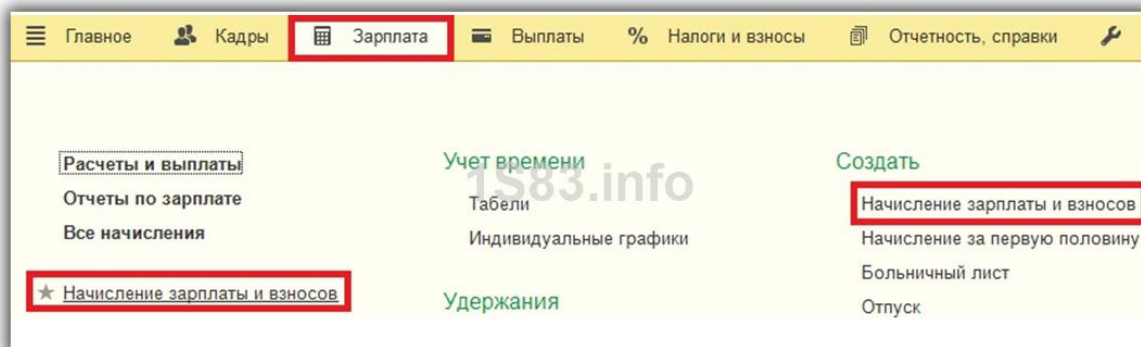 Главное Кадры Зарплата Выплаты % Налоги и взносы Отчетность, справки
Расчеты и выплаты
Отчеты по зарплате
Все начисления
Начисление зарплаты и взносов
Учет времени
Табели
Индивидуальные графики
Удержания
Создать
Начисление зарплаты и взносов
Начисление за первую половину
Больничный лист
Отпуск
1S83.info